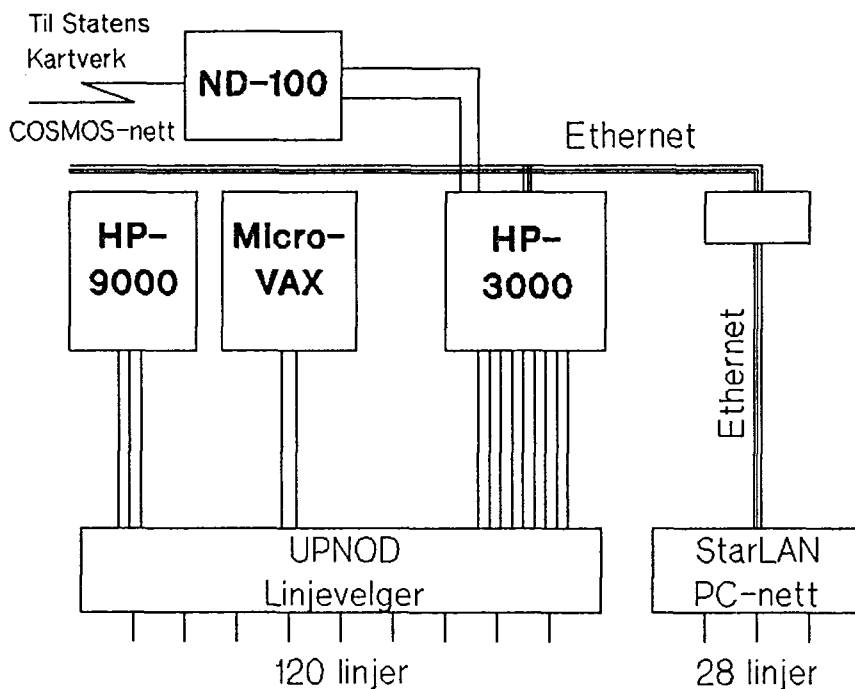 Til Statens
Kartverk
COSMOS-nett
ND-100
Ethernet
HP-
9000
Micro-
VAX
HP-
3000
Ethernet
UPNOD
Linjevelger
StarLAN
PC-nett
120 linjer
28 linjer